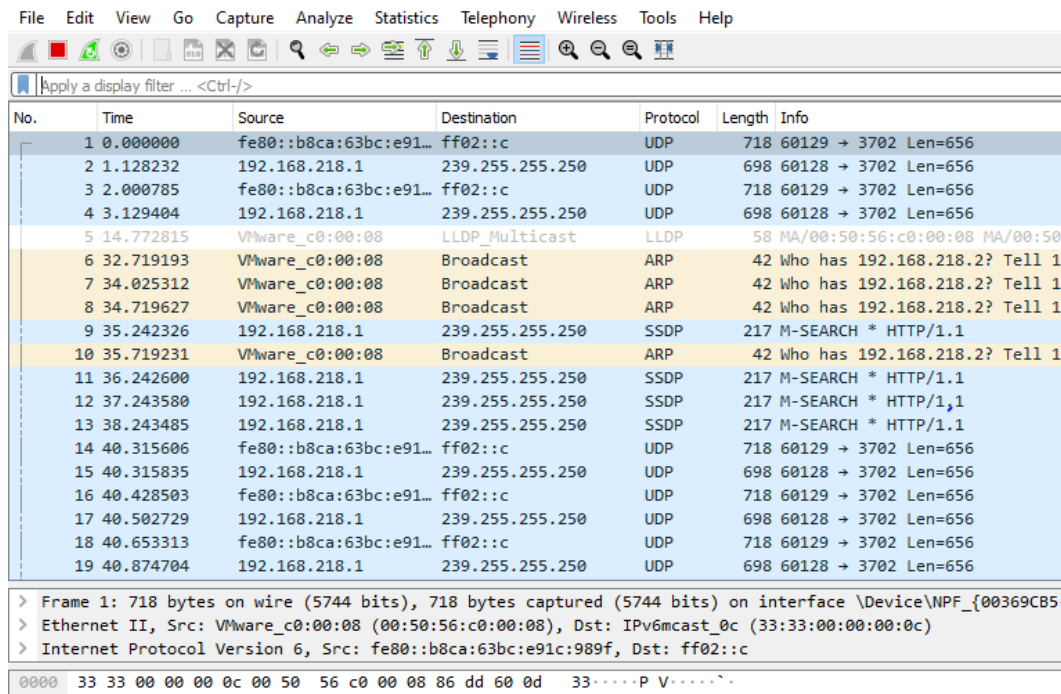 File Edit View Go Capture Analyze Statistics Telephony Wireless Tools Help
Apply a display filter ... <Ctrl-/>
No. Time Source Destination Protocol Length Info
1 0.000000 fe80::b8ca:63bc:e91… ff02::c UDP 718 60129 → 3702 Len=656
2 1.128232 192.168.218.1 239.255.255.250 UDP 698 60128 → 3702 Len=656
3 2.000785 fe80::b8ca:63bc:e91… ff02::c UDP 718 60129 → 3702 Len=656
4 3.129404 192.168.218.1 239.255.255.250 UDP 698 60128 → 3702 Len=656
5 14.772815 VMware_c0:00:08 LLDP_Multicast LLDP 58 MA/00:50:56:c0:00:08 MA/00:50
6 32.719193 VMware_c0:00:08 Broadcast ARP 42 Who has 192.168.218.2? Tell 1
7 34.025312 VMware_c0:00:08 Broadcast ARP 42 Who has 192.168.218.2? Tell 1
8 34.719627 VMware_c0:00:08 Broadcast ARP 42 Who has 192.168.218.2? Tell 1
9 35.242326 192.168.218.1 239.255.255.250 SSDP 217 M-SEARCH * HTTP/1.1
10 35.719231 VMware_c0:00:08 Broadcast ARP 42 Who has 192.168.218.2? Tell 1
11 36.242600 192.168.218.1 239.255.255.250 SSDP 217 M-SEARCH * HTTP/1.1
12 37.243580 192.168.218.1 239.255.255.250 SSDP 217 M-SEARCH * HTTP/1.1
13 38.243485 192.168.218.1 239.255.255.250 SSDP 217 M-SEARCH * HTTP/1.1
14 40.315606 fe80::b8ca:63bc:e91… ff02::c UDP 718 60129 → 3702 Len=656
15 40.315835 192.168.218.1 239.255.255.250 UDP 698 60128 → 3702 Len=656
16 40.428503 fe80::b8ca:63bc:e91… ff02::c UDP 718 60129 → 3702 Len=656
17 40.502729 192.168.218.1 239.255.255.250 UDP 698 60128 → 3702 Len=656
18 40.653313 fe80::b8ca:63bc:e91… ff02::c UDP 718 60129 → 3702 Len=656
19 40.874704 192.168.218.1 239.255.255.250 UDP 698 60128 → 3702 Len=656
> Frame 1: 718 bytes on wire (5744 bits), 718 bytes captured (5744 bits) on interface \Device\NPF_{00369CB5
> Ethernet II, Src: VMware_c0:00:08 (00:50:56:c0:00:08), Dst: IPv6mcast_0c (33:33:00:00:00:0c)
> Internet Protocol Version 6, Src: fe80::b8ca:63bc:e91c:989f, Dst: ff02::c
0000 33 33 00 00 00 0c 00 50 56 c0 00 08 86 dd 60 0d 33·····P V·····`·